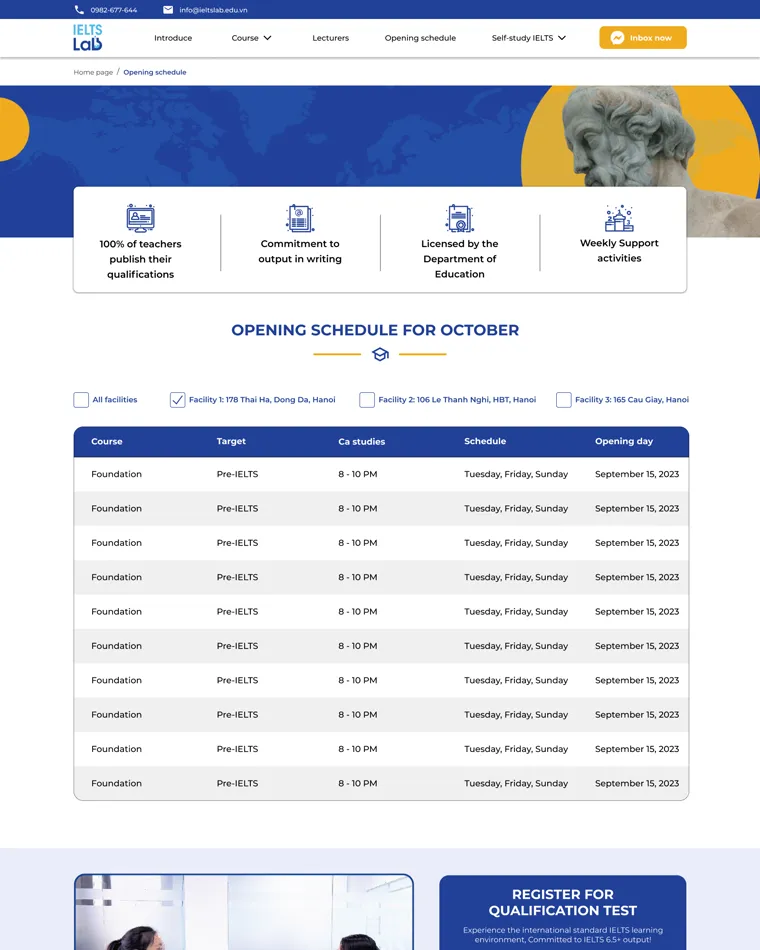 0982-677-644 info@ieltslab.edu.vn
IELTS
Lab
Introduce Course Lecturers Opening schedule Self-study IELTS Inbox now
Home page / Opening schedule
100% of teachers
publish their
qualifications
Commitment to
output in writing
Licensed by the
Department of
Education
Weekly Support
activities
OPENING SCHEDULE FOR OCTOBER
All facilities Facility 1: 178 Thai Ha, Dong Da, Hanoi Facility 2: 106 Le Thanh Nghi, HBT, Hanoi Facility 3: 165 Cau Giay, Hanoi
Course Target Ca studies Schedule Opening day
Foundation Pre-IELTS 8 - 10 PM Tuesday, Friday, Sunday September 15, 2023
Foundation Pre-IELTS 8 - 10 PM Tuesday, Friday, Sunday September 15, 2023
Foundation Pre-IELTS 8 - 10 PM Tuesday, Friday, Sunday September 15, 2023
Foundation Pre-IELTS 8 - 10 PM Tuesday, Friday, Sunday September 15, 2023
Foundation Pre-IELTS 8 - 10 PM Tuesday, Friday, Sunday September 15, 2023
Foundation Pre-IELTS 8 - 10 PM Tuesday, Friday, Sunday September 15, 2023
Foundation Pre-IELTS 8 - 10 PM Tuesday, Friday, Sunday September 15, 2023
Foundation Pre-IELTS 8 - 10 PM Tuesday, Friday, Sunday September 15, 2023
Foundation Pre-IELTS 8 - 10 PM Tuesday, Friday, Sunday September 15, 2023
Foundation Pre-IELTS 8 - 10 PM Tuesday, Friday, Sunday September 15, 2023
REGISTER FOR
QUALIFICATION TEST
Experience the international standard IELTS learning
environment, Committed to IELTS 6.5+ output!